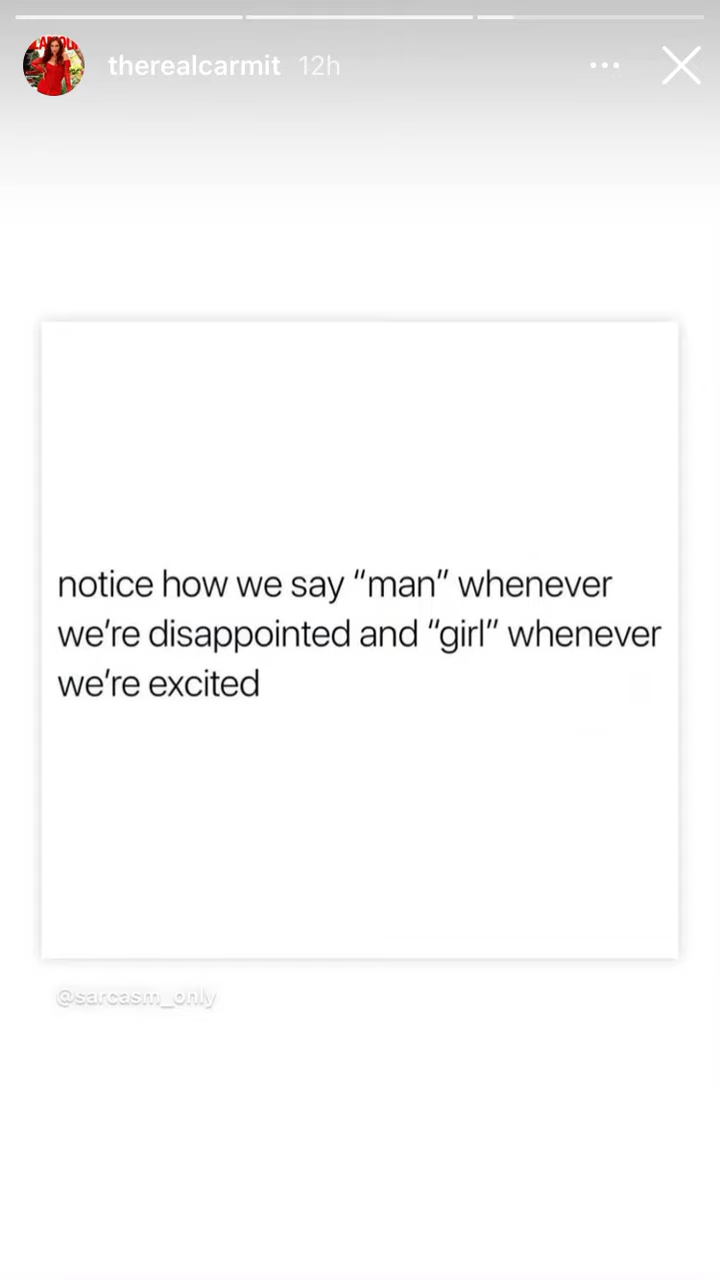 therealcarmit 12h
notice how we say “man” whenever
we’re disappointed and “girl” whenever
we’re excited
@sarcasm_only